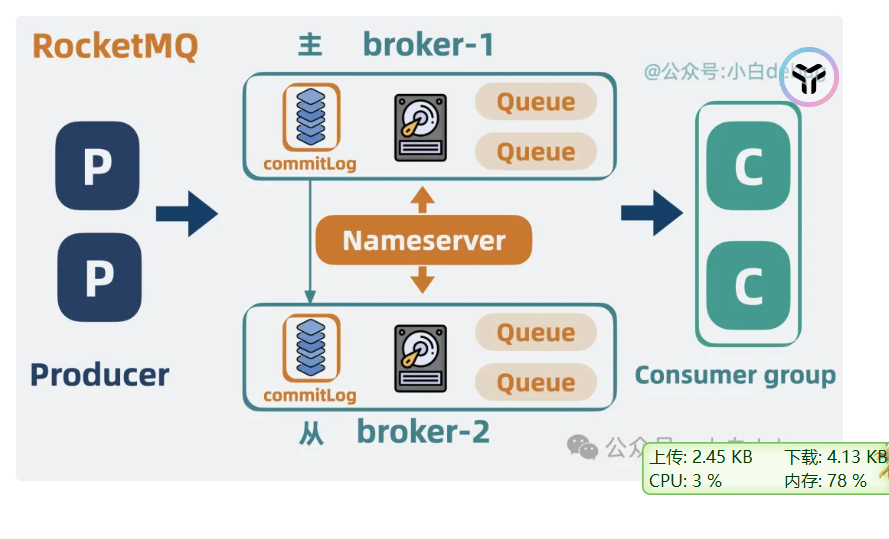 RocketMQ
主 broker-1
@公众号:小白de
commitLog
Queue
Queue
P
P
Producer
Nameserver
C
C
Consumer group
commitLog
Queue
Queue
从 broker-2
公众号
上传: 2.45 KB 下载: 4.13 KB
CPU: 3 % 内存: 78 %